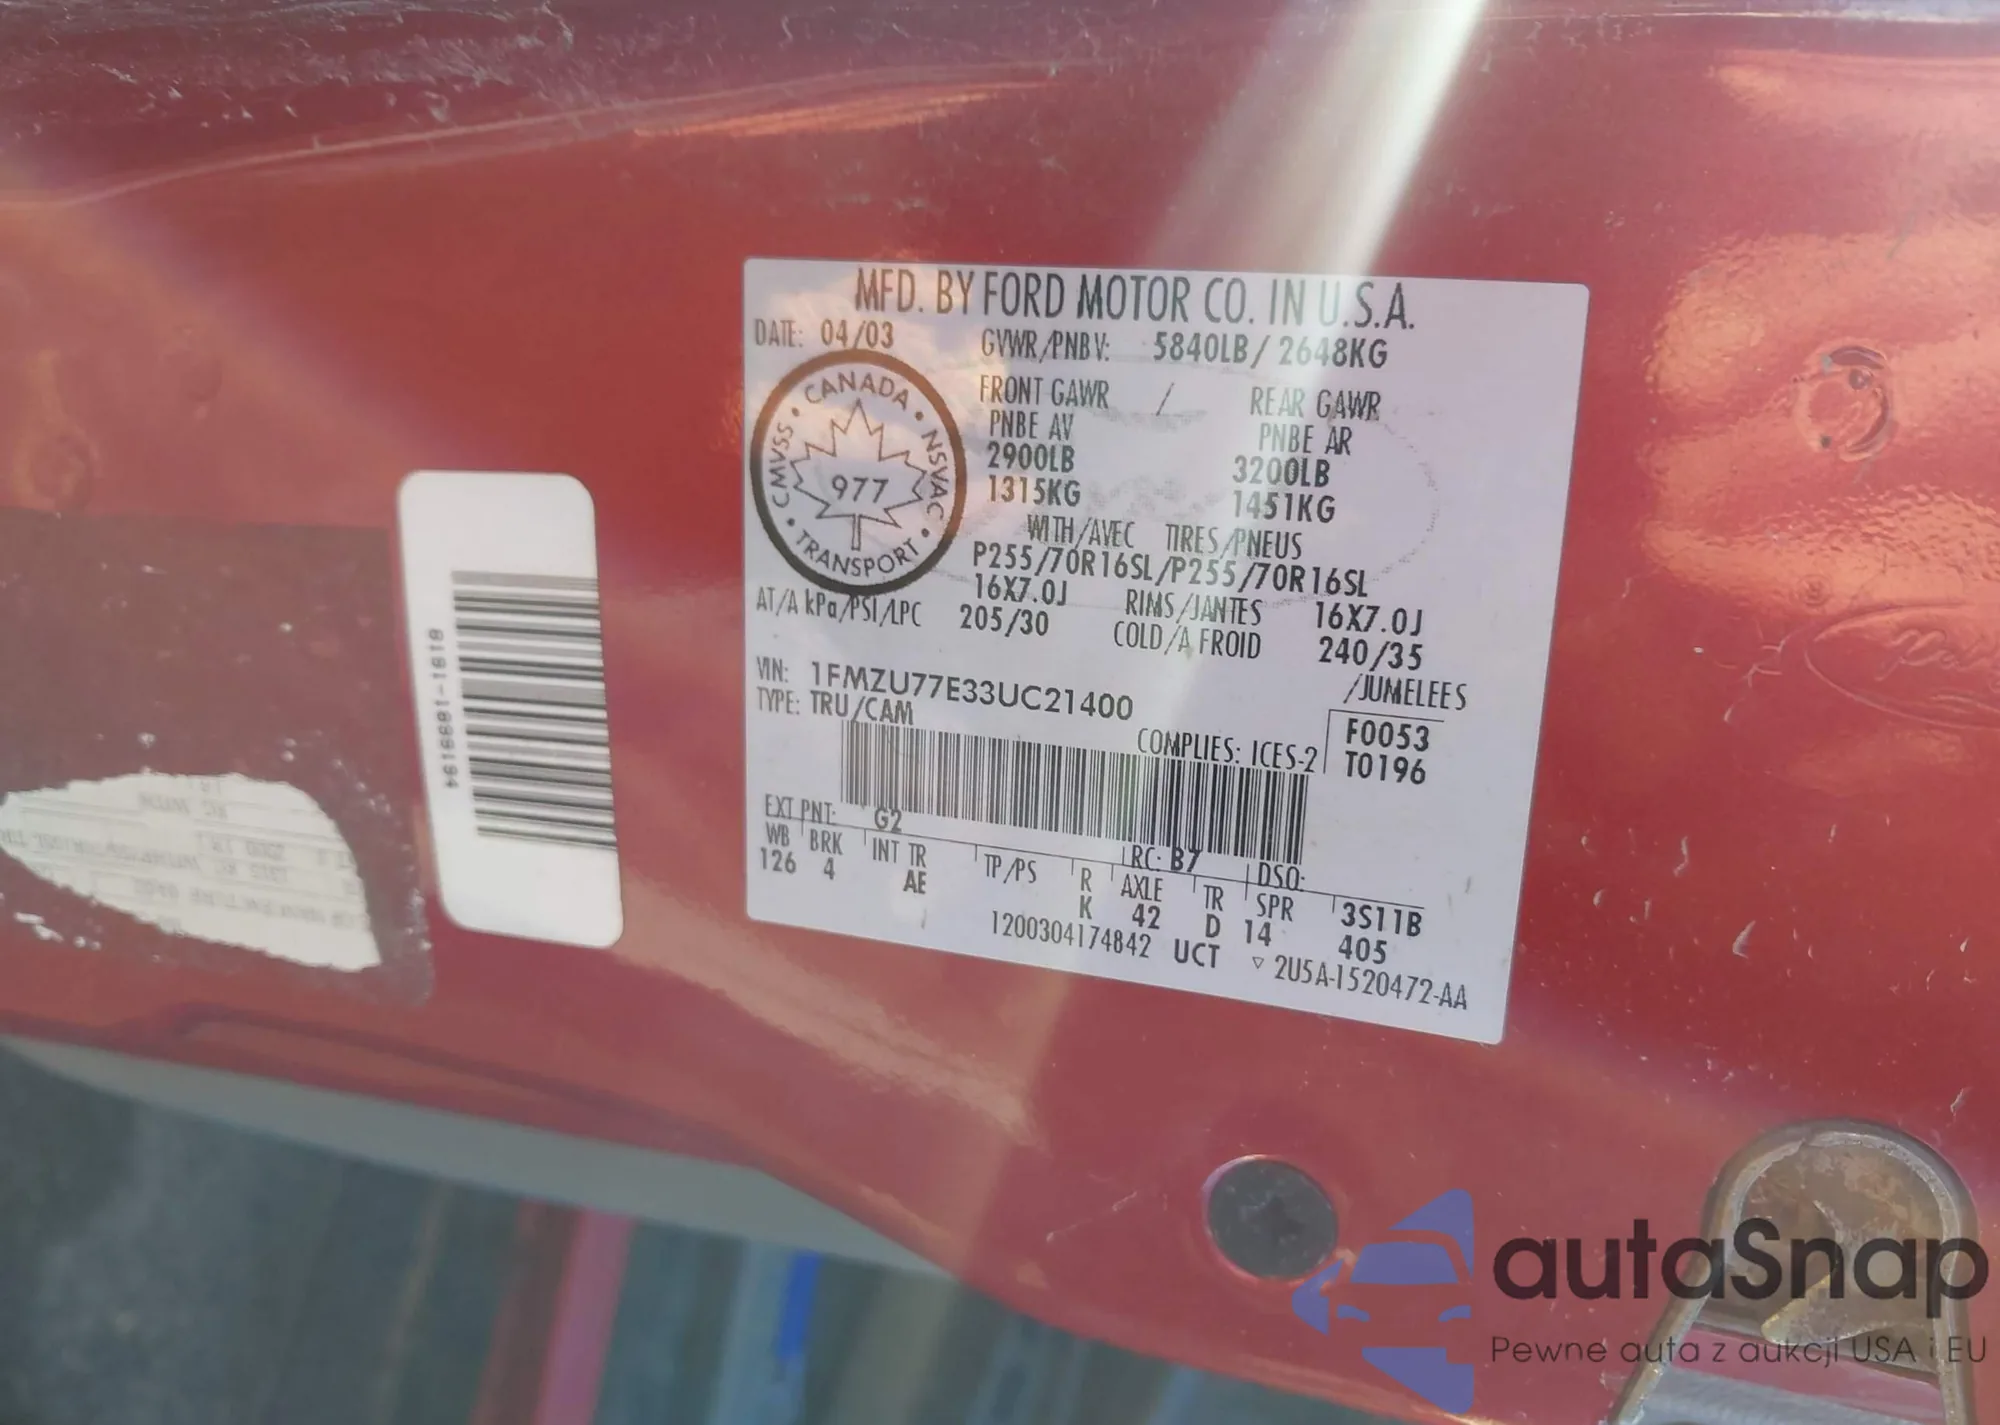 MFD. BY FORD MOTOR CO. IN U.S.A.
DATE: 04/03
GVWR/PNBV: 5840LB/ 2648KG
CANADA
CMVSS
NSVAC
977
TRANSPORT
FRONT GAWR / REAR GAWR
PNBE AV PNBE AR
2900LB 3200LB
1315KG 1451KG
WITH/AVEC TIRES/PNEUS
P255/70R16SL/P255/70R16SL
16X7.0J RIMS/JANTES 16X7.0J
AT/A kPa/PSI/LPC 205/30 COLD/A FROID 240/35
VIN: 1FMZU77E33UC21400 /JUMELEES
TYPE: TRU/CAM
F0053
COMPLIES: ICES-2 T0196
EXT PNT: G2 RC: B7 DSO:
WB BRK INT TR TP/PS R AXLE TR SPR 3S11B
126 4 AE K 42 D 14 405
1200304174842 UCT ▽ 2U5A-1520472-AA
8191-1889194
autaSnap
Pewne auta z aukcji USA i EU